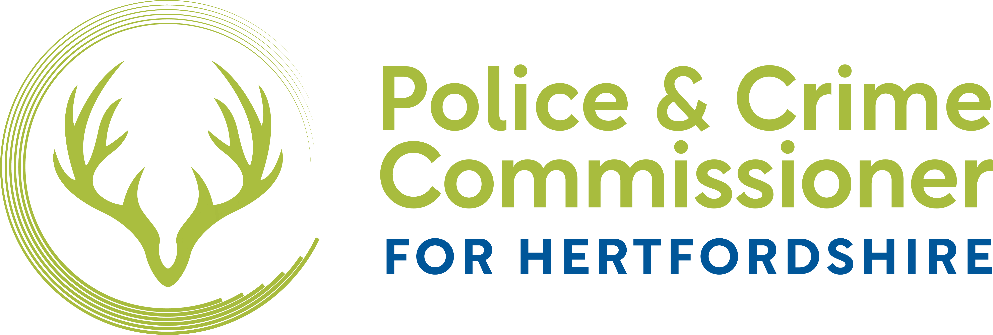 Police & Crime
Commissioner
FOR HERTFORDSHIRE